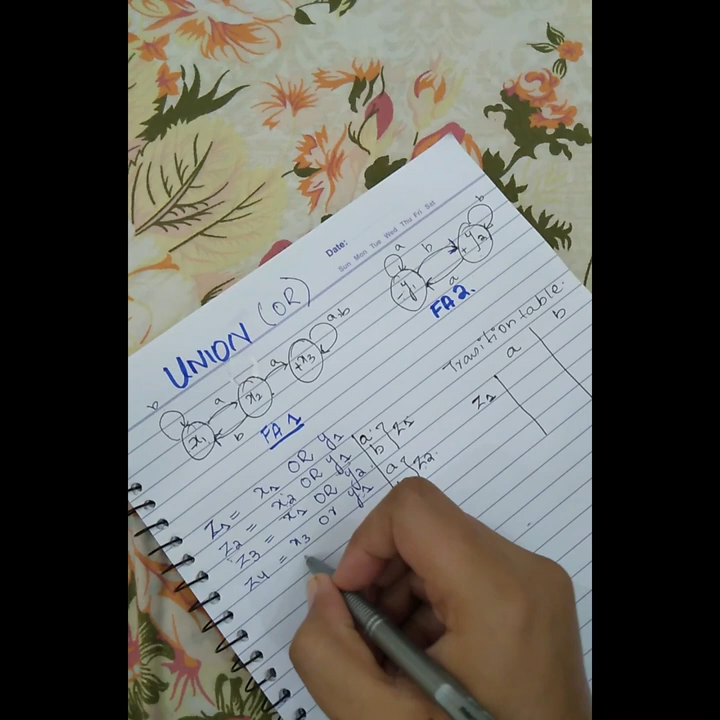 Date:
Sun Mon Tue Wed Thu Fri Sat
UNION (OR)
b
x1
a
b
x2
a
+x3
a,b
FA 1
a
-y1
b
a
+y2
b
FA 2.
Z1 = x1 OR y1
Z2 = x2 OR y1
Z3 = x1 OR y2
Z4 = x3 or y1
a?
b
Z1
a?
Z2.
Transition table.
a b
Z1